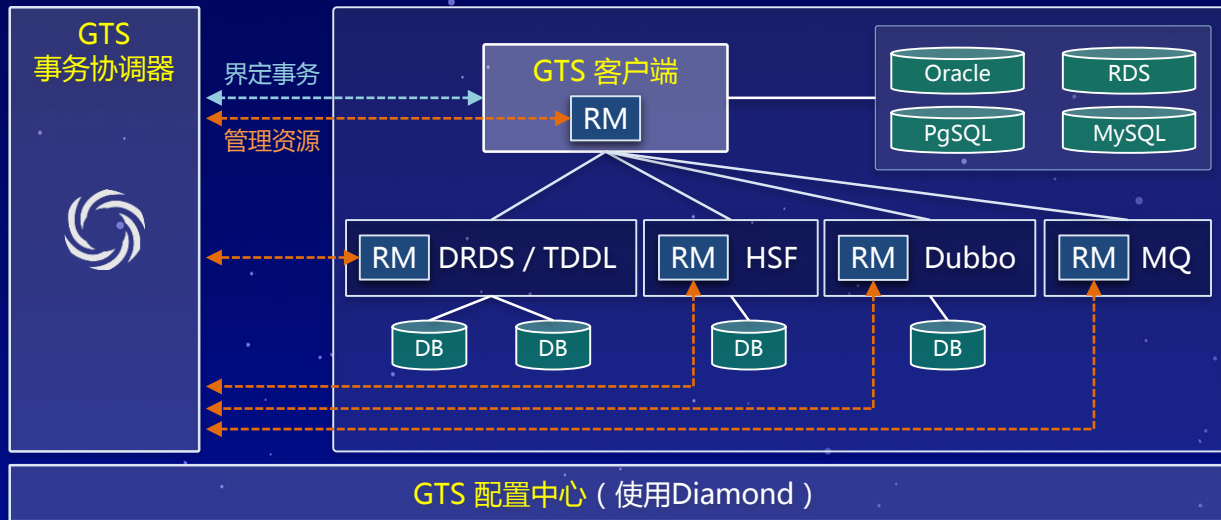 GTS
事务协调器
界定事务
管理资源
GTS 客户端
RM
Oracle
RDS
PgSQL
MySQL
RM DRDS / TDDL
RM HSF
RM Dubbo
RM MQ
DB
DB
DB
DB
GTS 配置中心（使用Diamond）